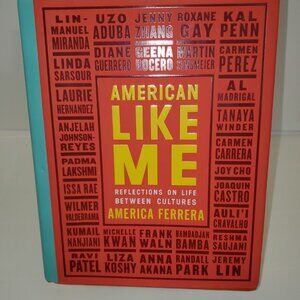 LIN-
MANUEL
MIRANDA
UZO
ADUBA
JENNY
ZHANG
ROXANE
GAY
KAL
PENN
LINDA
SARSOUR
DIANE
GUERRERO
GEENA
ROCERO
MARTIN
CARMEN
PEREZ
LAURIE
HERNANDEZ
AL
MADRIGAL
ANJELAH
JOHNSON-
REYES
TANAYA
WINDER
PADMA
LAKSHMI
CARMEN
CARRERA
ISSA RAE
JOY CHO
WILMER
VALDERRAMA
JOAQUIN
CASTRO
AMERICAN
LIKE
ME
REFLECTIONS ON LIFE
BETWEEN CULTURES
AMERICA FERRERA
AULI'I
CRAVALHO
KUMAIL
NANJIANI
MICHELLE
KWAN
FRANK
WALN
BAMBADJAN
BAMBA
RESHMA
SAUJANI
RAVI
PATEL
LIZA
KOSHY
ANNA
AKANA
RANDALL
PARK
JEREMY
LIN